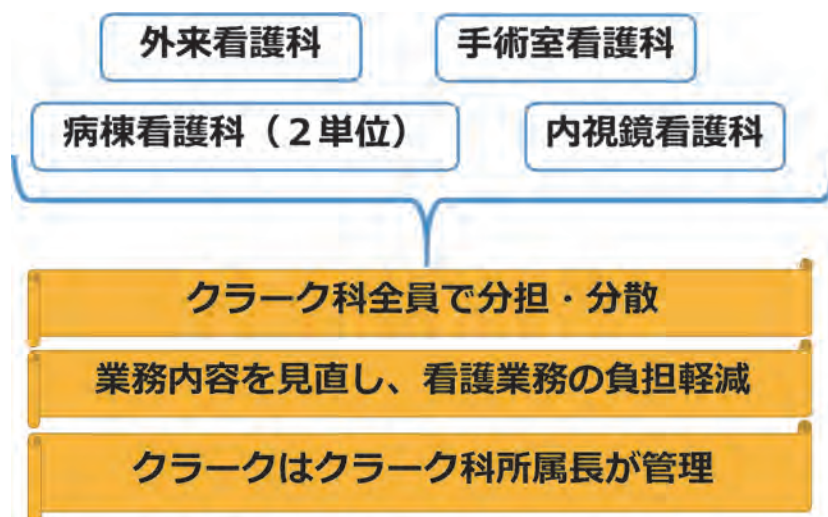 外来看護科
手術室看護科
病棟看護科（２単位）
内視鏡看護科
クラーク科全員で分担・分散
業務内容を見直し、看護業務の負担軽減
クラークはクラーク科所属長が管理